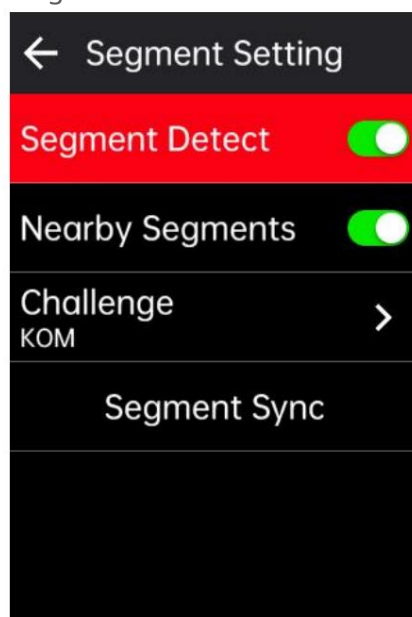 Segment Setting
Segment Detect
Nearby Segments
Challenge
KOM
Segment Sync